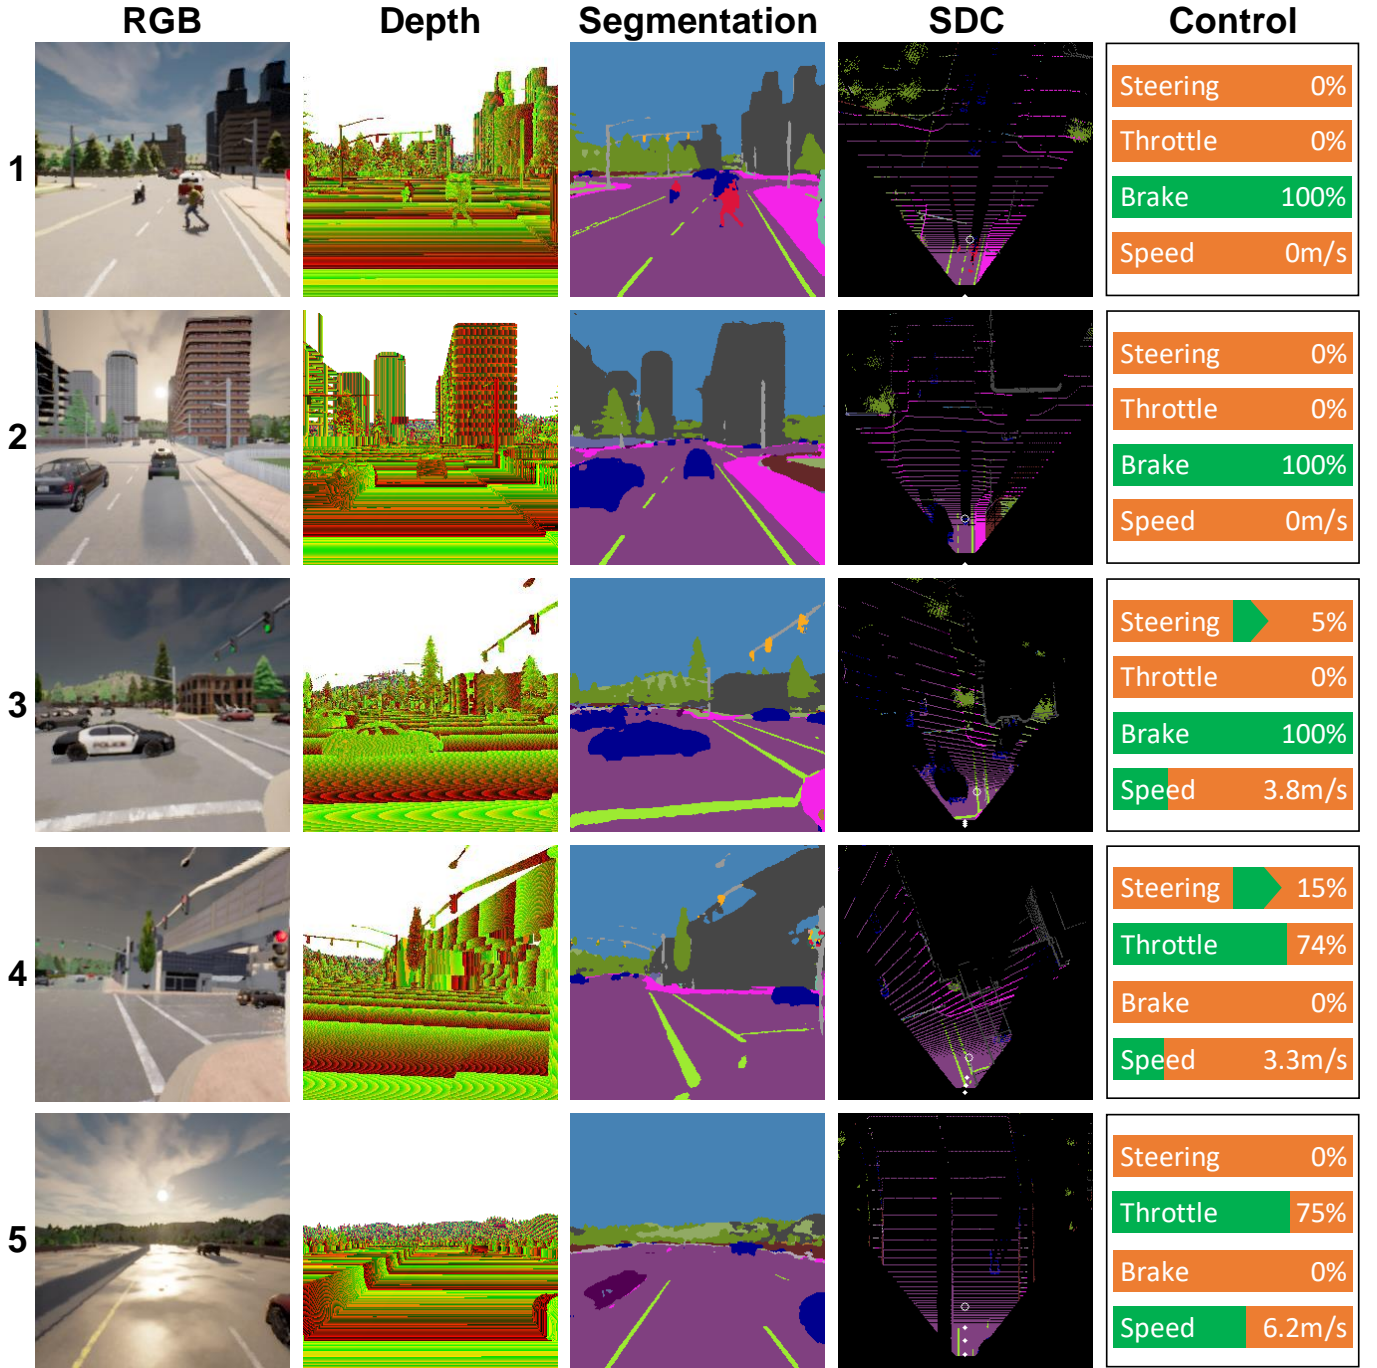 RGB Depth Segmentation SDC Control
1
Steering 0%
Throttle 0%
Brake 100%
Speed 0m/s
2
Steering 0%
Throttle 0%
Brake 100%
Speed 0m/s
3
POLICE
Steering 5%
Throttle 0%
Brake 100%
Speed 3.8m/s
4
Steering 15%
Throttle 74%
Brake 0%
Speed 3.3m/s
5
Steering 0%
Throttle 75%
Brake 0%
Speed 6.2m/s